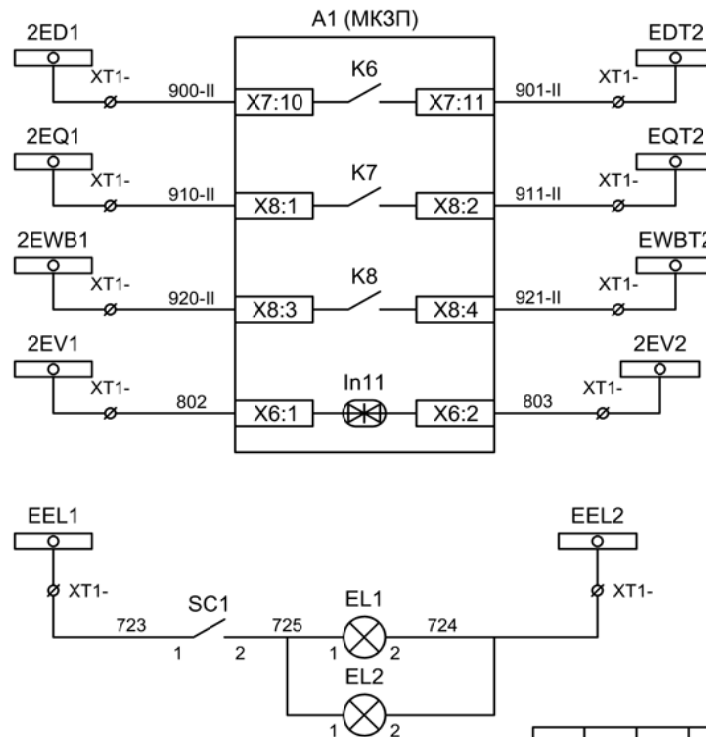 A1 (МКЗП)
2ED1 EDT2
XT1- 900-II X7:10 K6 X7:11 901-II XT1-
2EQ1 EQT2
XT1- 910-II X8:1 K7 X8:2 911-II XT1-
2EWB1 EWBT2
XT1- 920-II X8:3 K8 X8:4 921-II XT1-
2EV1 2EV2
XT1- 802 X6:1 In11 X6:2 803 XT1-
EEL1 EEL2
XT1- XT1-
723 SC1 725 EL1 724
1 2 1 2
EL2
1 2